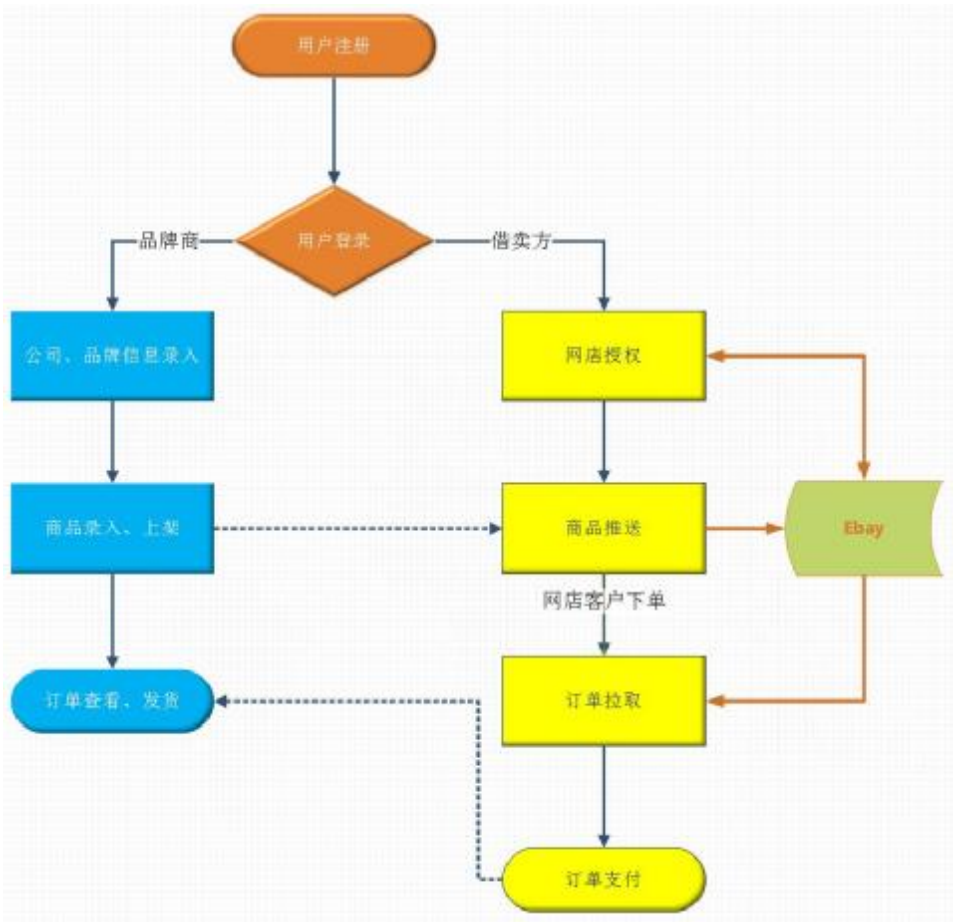 用户注册
用户登录
品牌商
借卖方
公司、品牌信息录入
网店授权
商品录入、上架
商品推送
Ebay
网店客户下单
订单查看、发货
订单拉取
订单支付